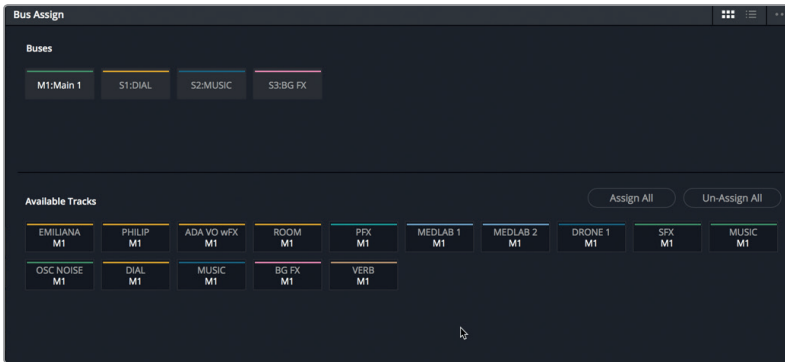 Bus Assign
Buses
M1:Main 1 S1:DIAL S2:MUSIC S3:BG FX
Available Tracks Assign All Un-Assign All
EMILIANA PHILIP ADA VO wFX ROOM PFX MEDLAB 1 MEDLAB 2 DRONE 1 SFX MUSIC
M1 M1 M1 M1 M1 M1 M1 M1 M1 M1
OSC NOISE DIAL MUSIC BG FX VERB
M1 M1 M1 M1 M1